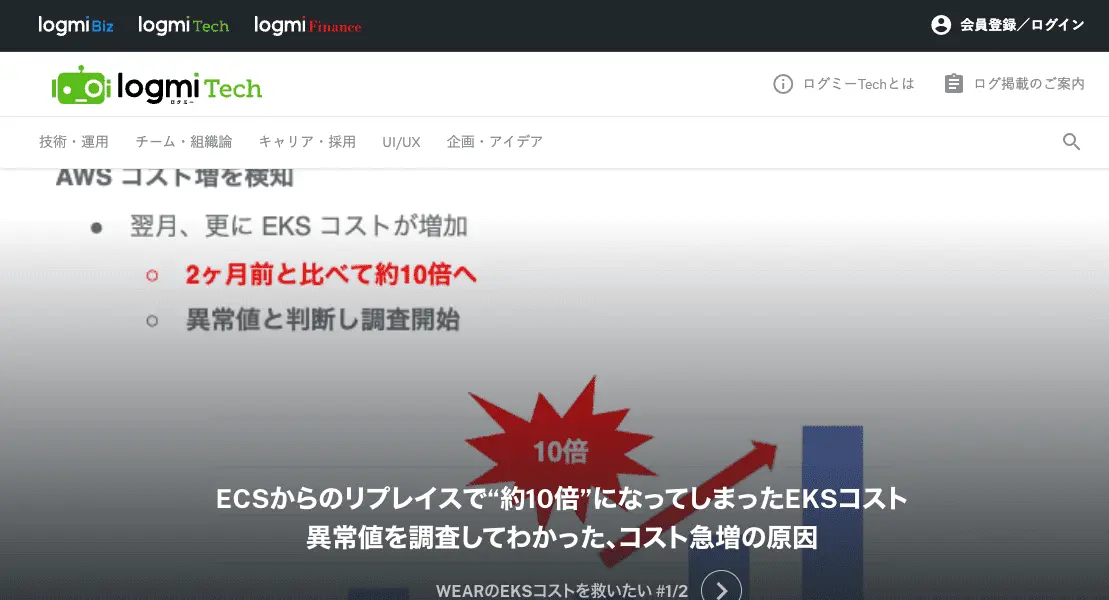 logmi Biz logmi Tech logmi Finance 会員登録／ログイン
logmi Tech ログミーTechとは ログ掲載のご案内
ログミー
技術・運用 チーム・組織論 キャリア・採用 UI/UX 企画・アイデア
AWS コスト増を検知
● 翌月、更に EKS コストが増加
○ 2ヶ月前と比べて約10倍へ
○ 異常値と判断し調査開始
10倍
ECSからのリプレイスで“約10倍”になってしまったEKSコスト
異常値を調査してわかった、コスト急増の原因
WEARのEKSコストを救いたい #1/2